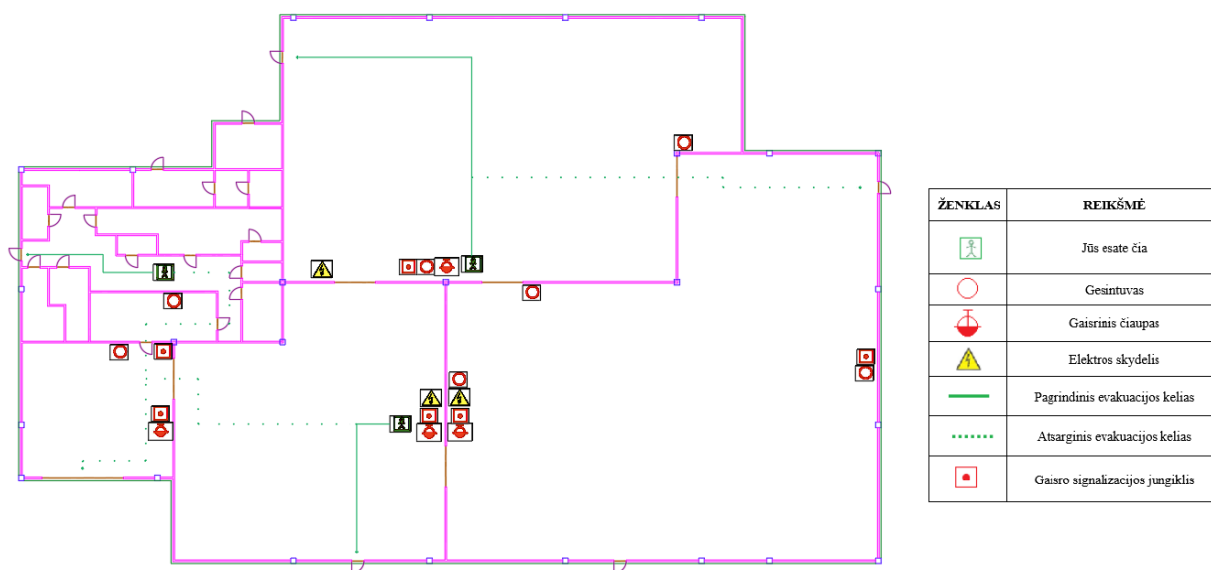 ŽENKLAS REIKŠMĖ
Jūs esate čia
Gesintuvas
Gaisrinis čiaupas
Elektros skydelis
Pagrindinis evakuacijos kelias
Atsarginis evakuacijos kelias
Gaisro signalizacijos jungiklis